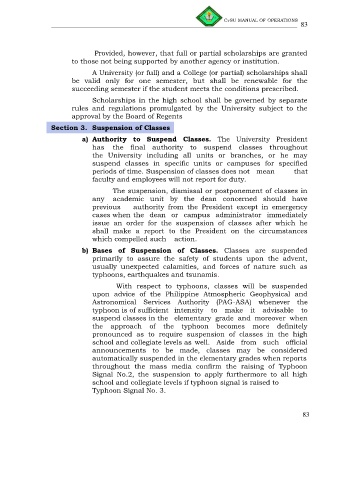 CvSU MANUAL OF OPERATIONS
83
Provided, however, that full or partial scholarships are granted
to those not being supported by another agency or institution.
A University (or full) and a College (or partial) scholarships shall
be valid only for one semester, but shall be renewable for the
succeeding semester if the student meets the conditions prescribed.
Scholarships in the high school shall be governed by separate
rules and regulations promulgated by the University subject to the
approval by the Board of Regents
Section 3. Suspension of Classes
a) Authority to Suspend Classes. The University President
has the final authority to suspend classes throughout
the University including all units or branches, or he may
suspend classes in specific units or campuses for specified
periods of time. Suspension of classes does not mean that
faculty and employees will not report for duty.
The suspension, dismissal or postponement of classes in
any academic unit by the dean concerned should have
previous authority from the President except in emergency
cases when the dean or campus administrator immediately
issue an order for the suspension of classes after which he
shall make a report to the President on the circumstances
which compelled such action.
b) Bases of Suspension of Classes. Classes are suspended
primarily to assure the safety of students upon the advent,
usually unexpected calamities, and forces of nature such as
typhoons, earthquakes and tsunamis.
With respect to typhoons, classes will be suspended
upon advice of the Philippine Atmospheric Geophysical and
Astronomical Services Authority (PAG-ASA) whenever the
typhoon is of sufficient intensity to make it advisable to
suspend classes in the elementary grade and moreover when
the approach of the typhoon becomes more definitely
pronounced as to require suspension of classes in the high
school and collegiate levels as well. Aside from such official
announcements to be made, classes may be considered
automatically suspended in the elementary grades when reports
throughout the mass media confirm the raising of Typhoon
Signal No.2, the suspension to apply furthermore to all high
school and collegiate levels if typhoon signal is raised to
Typhoon Signal No. 3.
83